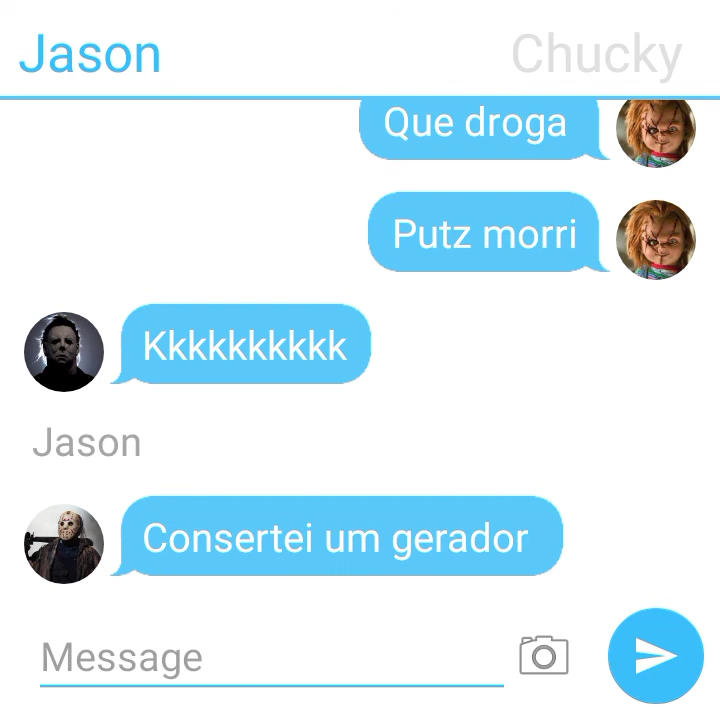 Jason
Chucky
Que droga
Putz morri
Kkkkkkkkkk
Jason
Consertei um gerador
Message